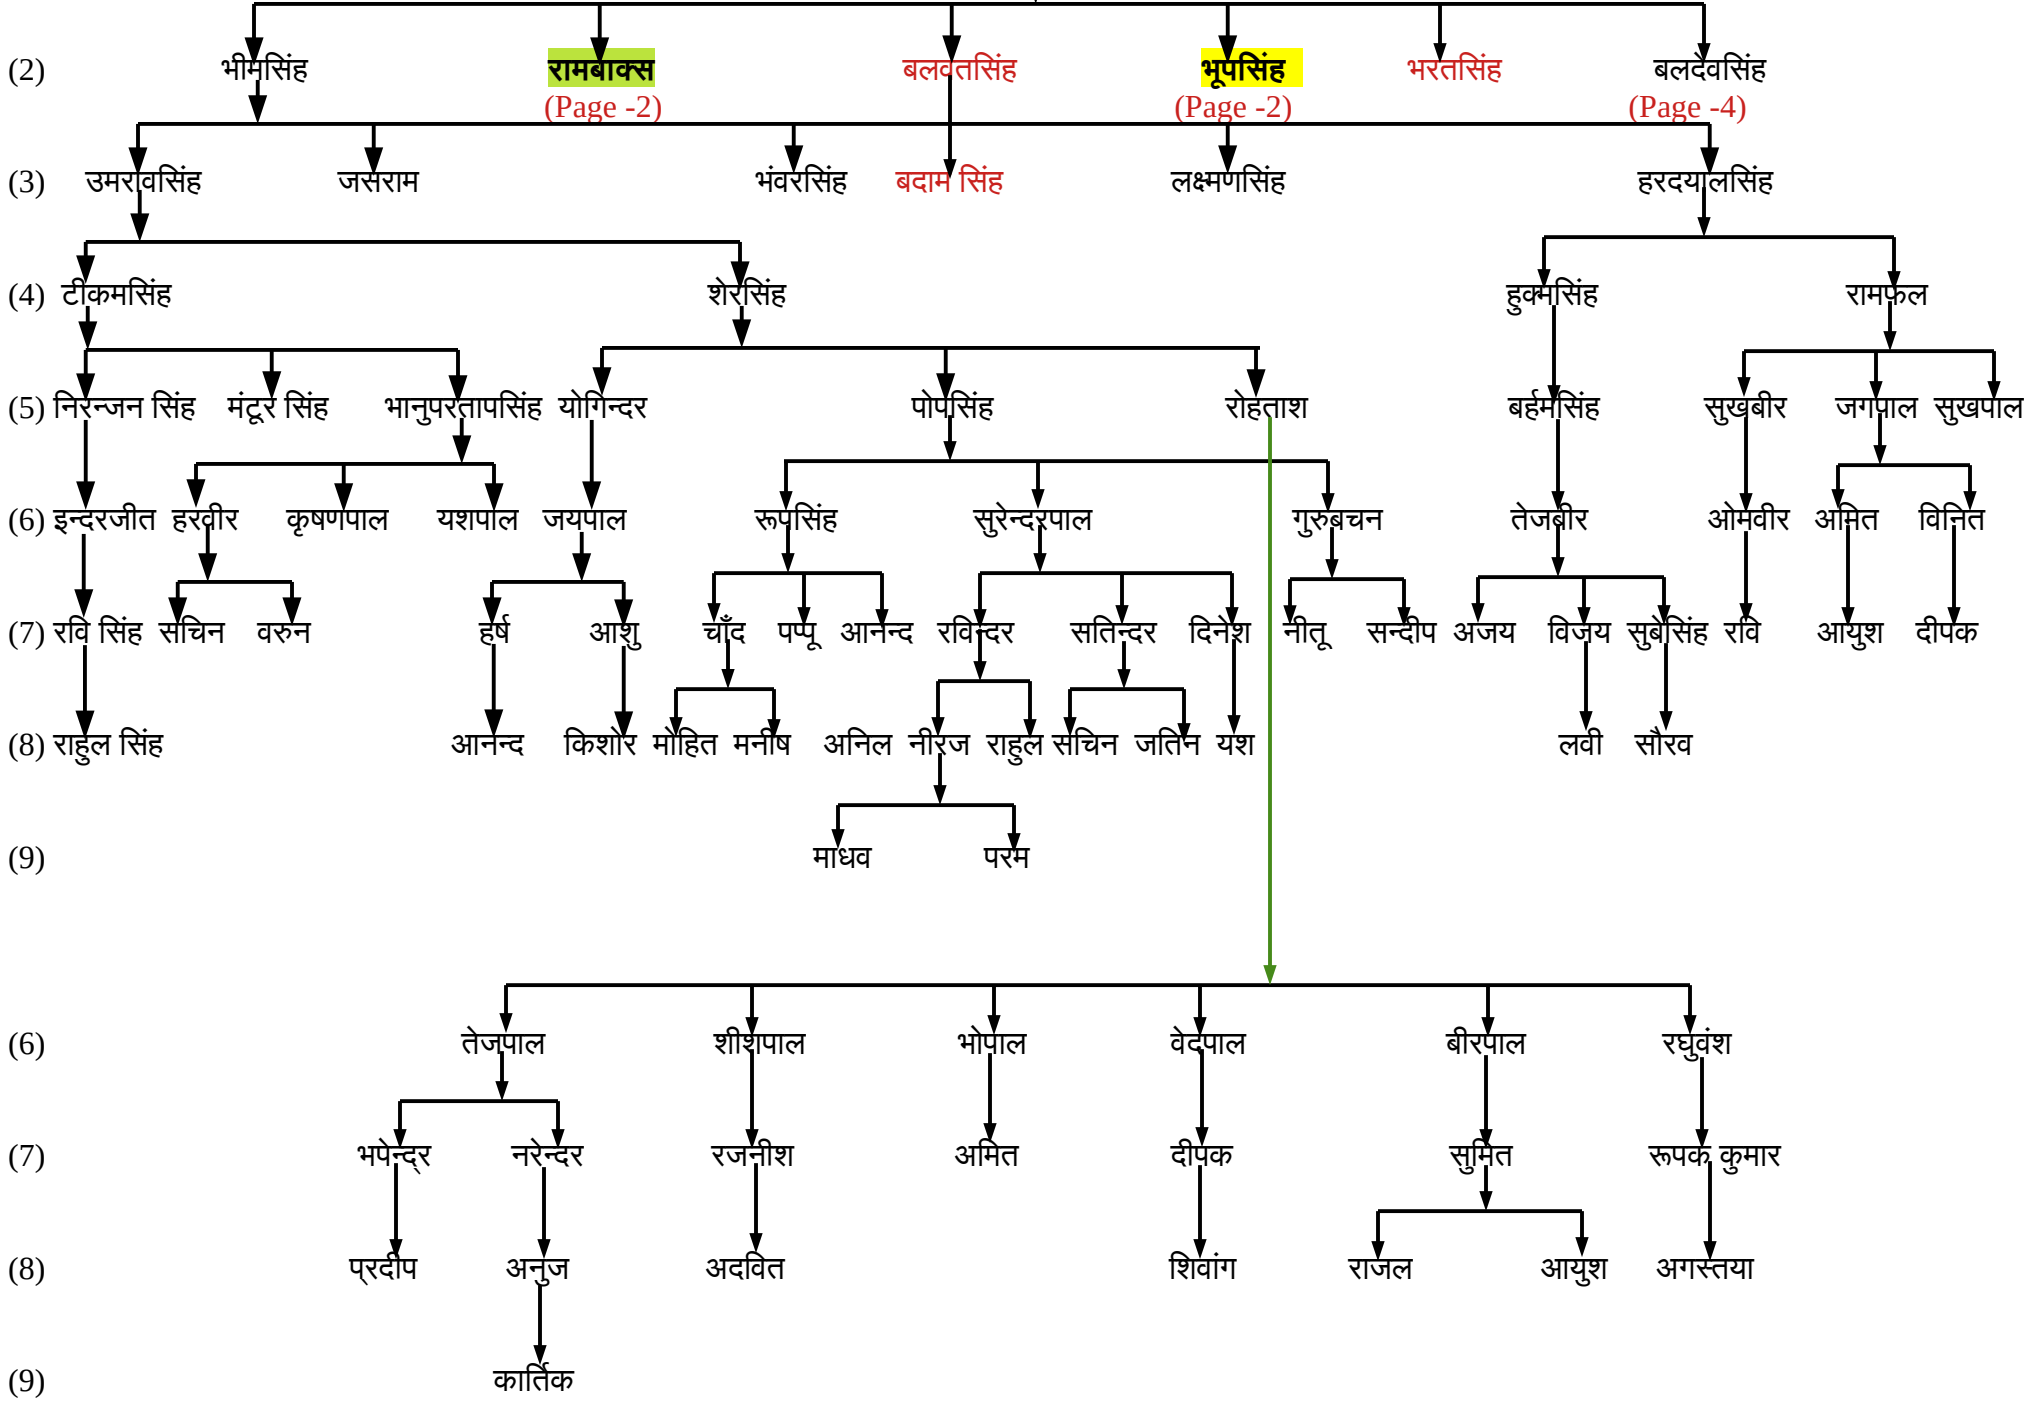 (2) भीमसिंह रामबाक्स बलवंतसिंह भूपसिंह भरतसिंह बलदेवसिंह
(Page -2) (Page -2) (Page -4)
(3) उमरावसिंह जसराम भंवरसिंह बदाम सिंह लक्ष्मणसिंह हरदयालसिंह
(4) टीकमसिंह शेरसिंह हुक्मसिंह रामफल
(5) निरन्जन सिंह मंटूर सिंह भानुपरतापसिंह योगिन्दर पोपसिंह रोहताश बर्हमसिंह सुखबीर जगपाल सुखपाल
(6) इन्दरजीत हरवीर कृषणपाल यशपाल जयपाल रूपसिंह सुरेन्दरपाल गुरुबचन तेजबीर ओमवीर अमित विनित
(7) रवि सिंह सचिन वरुन हर्ष आशु चाँद पप्पू आनन्द रविन्दर सतिन्दर दिनेश नीतू सन्दीप अजय विजय सुबेसिंह रवि आयुश दीपक
(8) राहुल सिंह आनन्द किशोर मोहित मनीष अनिल नीरज राहुल सचिन जतिन यश लवी सौरव
(9) माधव परम
(6) तेजपाल शीशपाल भोपाल वेदपाल बीरपाल रघुवंश
(7) भपेन्द्र नरेन्दर रजनीश अमित दीपक सुमित रूपक कुमार
(8) प्रदीप अनुज अदवित शिवांग राजल आयुश अगस्तया
(9) कार्तिक